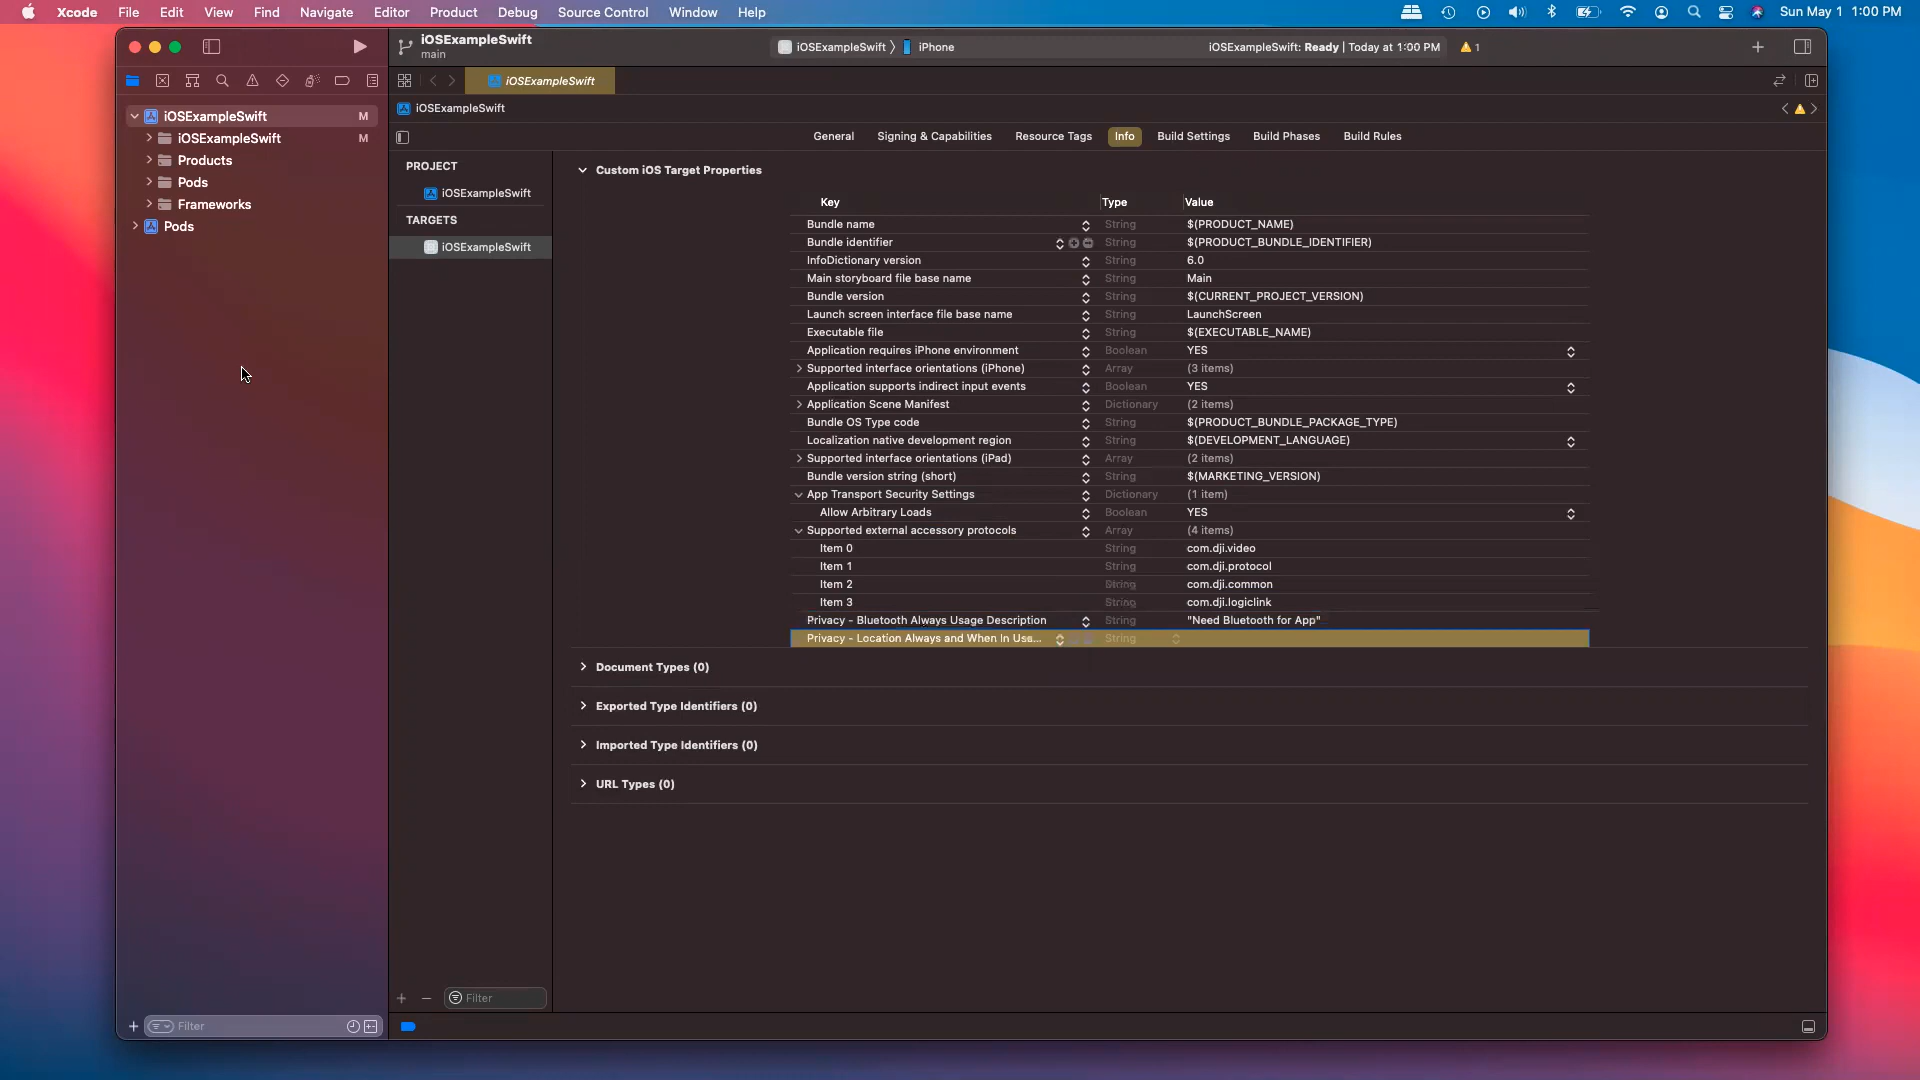 Xcode File Edit View Find Navigate Editor Product Debug Source Control Window Help Sun May 1 1:00 PM
iOSExampleSwift
main
iOSExampleSwift iPhone
iOSExampleSwift: Ready | Today at 1:00 PM
1
iOSExampleSwift
iOSExampleSwift
iOSExampleSwift M
iOSExampleSwift M
Products
Pods
Frameworks
Pods
General Signing & Capabilities Resource Tags Info Build Settings Build Phases Build Rules
PROJECT
iOSExampleSwift
TARGETS
iOSExampleSwift
Custom iOS Target Properties
Key Type Value
Bundle name String $(PRODUCT_NAME)
Bundle identifier String $(PRODUCT_BUNDLE_IDENTIFIER)
InfoDictionary version String 6.0
Main storyboard file base name String Main
Bundle version String $(CURRENT_PROJECT_VERSION)
Launch screen interface file base name String LaunchScreen
Executable file String $(EXECUTABLE_NAME)
Application requires iPhone environment Boolean YES
Supported interface orientations (iPhone) Array (3 items)
Application supports indirect input events Boolean YES
Application Scene Manifest Dictionary (2 items)
Bundle OS Type code String $(PRODUCT_BUNDLE_PACKAGE_TYPE)
Localization native development region String $(DEVELOPMENT_LANGUAGE)
Supported interface orientations (iPad) Array (2 items)
Bundle version string (short) String $(MARKETING_VERSION)
App Transport Security Settings Dictionary (1 item)
Allow Arbitrary Loads Boolean YES
Supported external accessory protocols Array (4 items)
Item 0 String com.dji.video
Item 1 String com.dji.protocol
Item 2 String com.dji.common
Item 3 String com.dji.logiclink
Privacy - Bluetooth Always Usage Description String "Need Bluetooth for App"
Privacy - Location Always and When In Usa... String
Document Types (0)
Exported Type Identifiers (0)
Imported Type Identifiers (0)
URL Types (0)
Filter
Filter